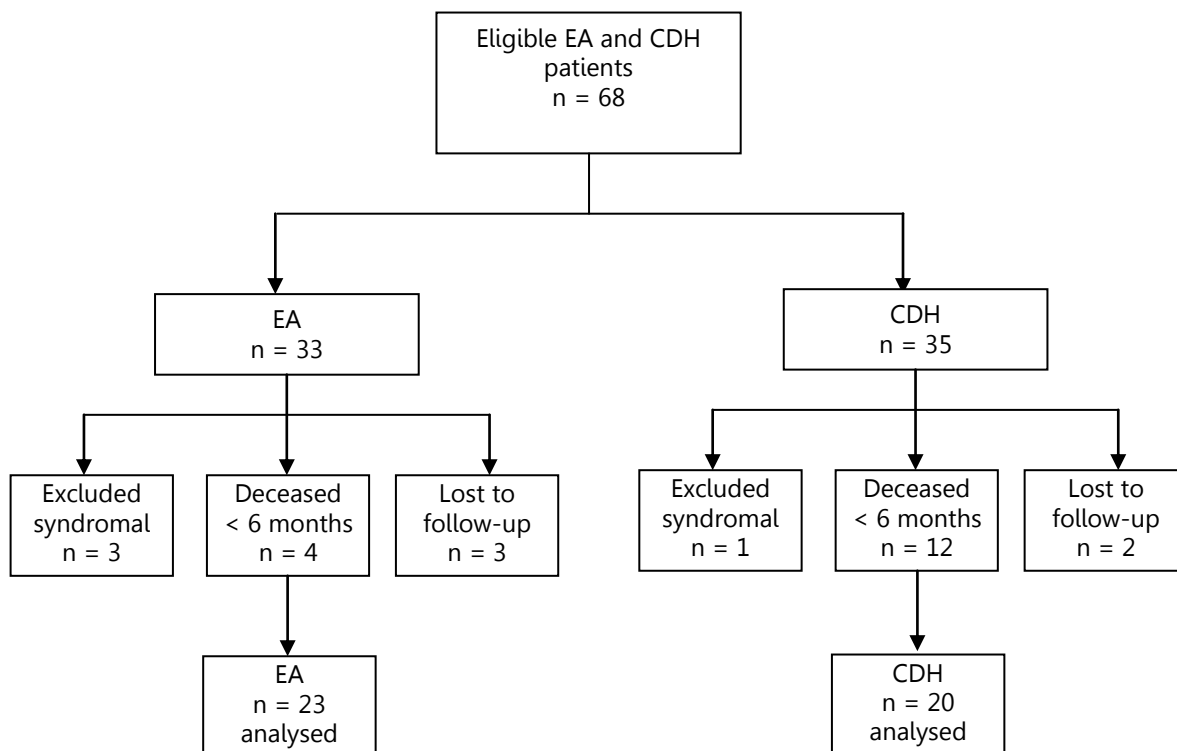 Eligible EA and CDH
patients
n = 68
EA
n = 33
CDH
n = 35
Excluded
syndromal
n = 3
Deceased
< 6 months
n = 4
Lost to
follow-up
n = 3
Excluded
syndromal
n = 1
Deceased
< 6 months
n = 12
Lost to
follow-up
n = 2
EA
n = 23
analysed
CDH
n = 20
analysed